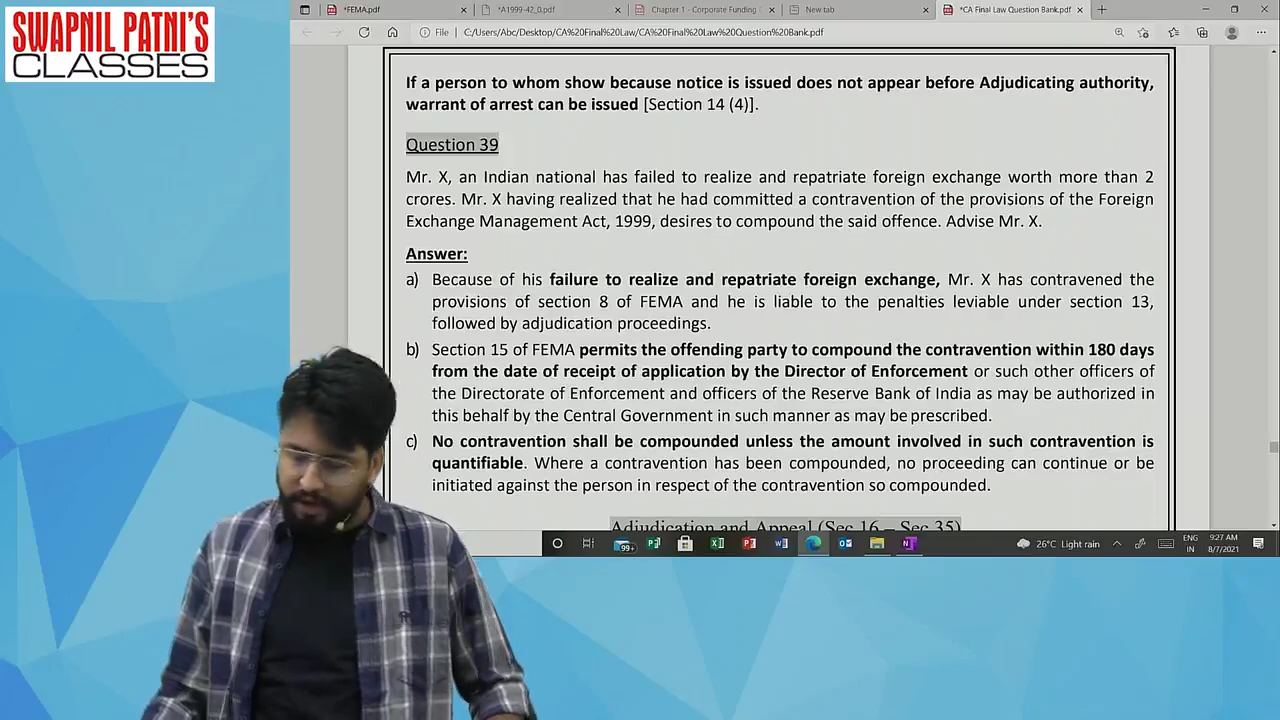 SWAPNIL PATNI'S
CLASSES
*FEMA.pdf
*A1999-42_0.pdf
Chapter 1 - Corporate Funding
New tab
*CA Final Law Question Bank.pdf
File C:/Users/Abc/Desktop/CA%20Final%20Law/CA%20Final%20Law%20Question%20Bank.pdf
If a person to whom show because notice is issued does not appear before Adjudicating authority,
warrant of arrest can be issued [Section 14 (4)].
Question 39
Mr. X, an Indian national has failed to realize and repatriate foreign exchange worth more than 2
crores. Mr. X having realized that he had committed a contravention of the provisions of the Foreign
Exchange Management Act, 1999, desires to compound the said offence. Advise Mr. X.
Answer:
a) Because of his failure to realize and repatriate foreign exchange, Mr. X has contravened the
provisions of section 8 of FEMA and he is liable to the penalties leviable under section 13,
followed by adjudication proceedings.
b) Section 15 of FEMA permits the offending party to compound the contravention within 180 days
from the date of receipt of application by the Director of Enforcement or such other officers of
the Directorate of Enforcement and officers of the Reserve Bank of India as may be authorized in
this behalf by the Central Government in such manner as may be prescribed.
c) No contravention shall be compounded unless the amount involved in such contravention is
quantifiable. Where a contravention has been compounded, no proceeding can continue or be
initiated against the person in respect of the contravention so compounded.
Adjudication and Appeal (Sec 16 – Sec 35)
99+
26°C Light rain
ENG
IN
9:27 AM
8/7/2021